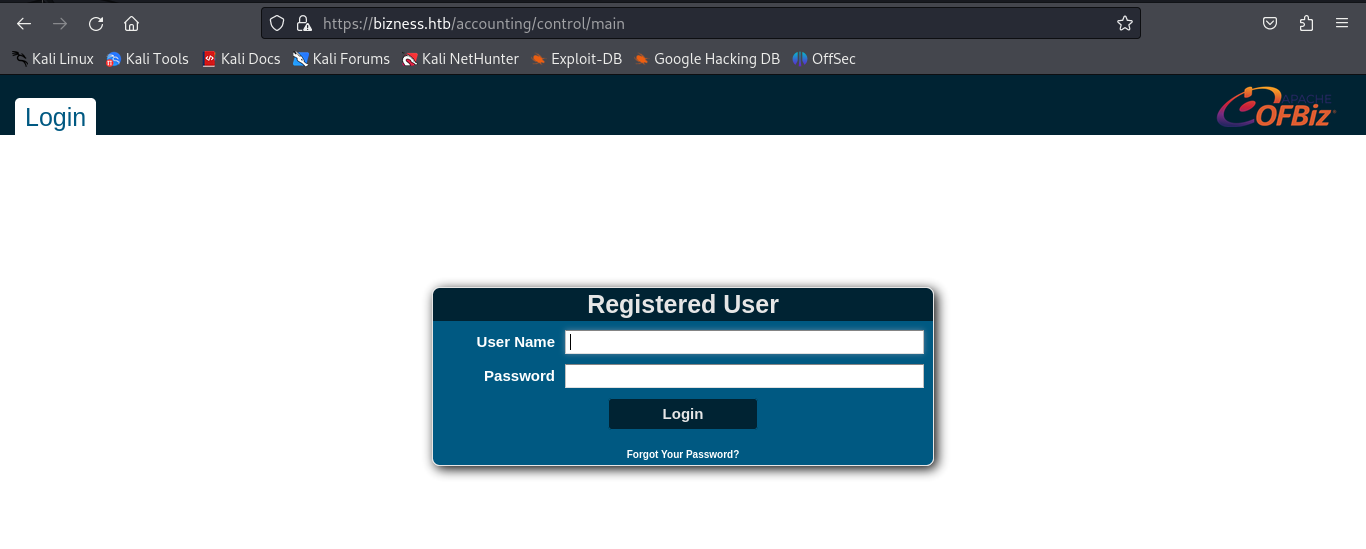 https://bizness.htb/accounting/control/main
Kali Linux Kali Tools Kali Docs Kali Forums Kali NetHunter Exploit-DB Google Hacking DB OffSec
Login
APACHE
OFBiz
Registered User
User Name
Password
Login
Forgot Your Password?